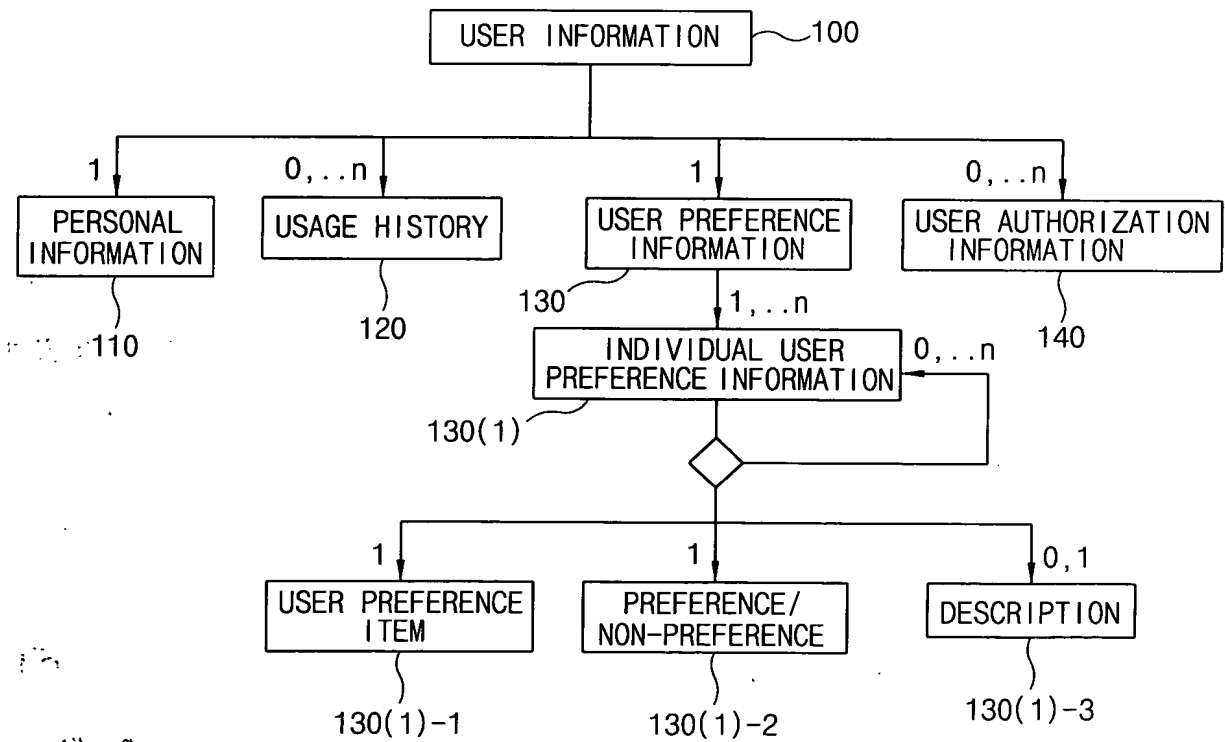 USER INFORMATION
100
1
0,..n
1
0,..n
PERSONAL
INFORMATION
USAGE HISTORY
USER PREFERENCE
INFORMATION
USER AUTHORIZATION
INFORMATION
110
120
130
140
1,..n
INDIVIDUAL USER
PREFERENCE INFORMATION
0,..n
130(1)
1
1
0,1
USER PREFERENCE
ITEM
PREFERENCE/
NON-PREFERENCE
DESCRIPTION
130(1)-1
130(1)-2
130(1)-3